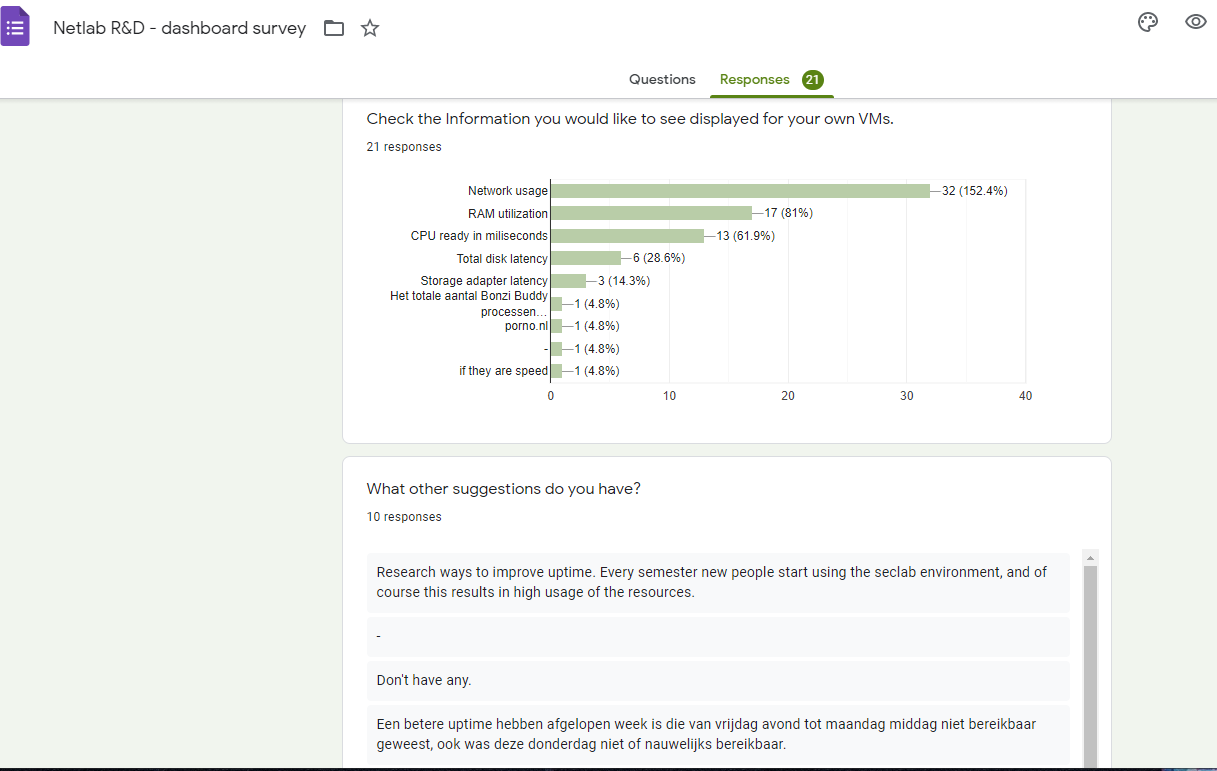 Netlab R&D - dashboard survey
Questions
Responses 21
Check the Information you would like to see displayed for your own VMs.
21 responses
Network usage 32 (152.4%)
RAM utilization 17 (81%)
CPU ready in miliseconds 13 (61.9%)
Total disk latency 6 (28.6%)
Storage adapter latency 3 (14.3%)
Het totale aantal Bonzi Buddy
processen... 1 (4.8%)
porno.nl 1 (4.8%)
- 1 (4.8%)
if they are speed 1 (4.8%)
0 10 20 30 40
What other suggestions do you have?
10 responses
Research ways to improve uptime. Every semester new people start using the seclab environment, and of
course this results in high usage of the resources.
-
Don't have any.
Een betere uptime hebben afgelopen week is die van vrijdag avond tot maandag middag niet bereikbaar
geweest, ook was deze donderdag niet of nauwelijks bereikbaar.